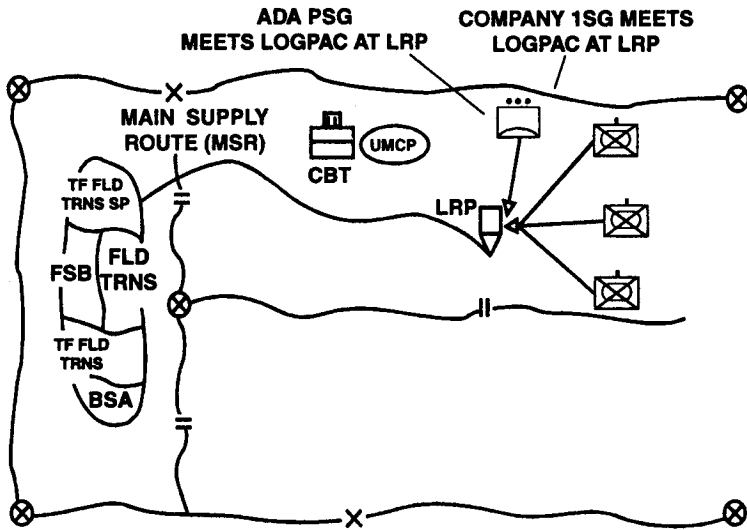 ADA PSG
MEETS LOGPAC AT LRP
COMPANY 1SG MEETS
LOGPAC AT LRP
MAIN SUPPLY
ROUTE (MSR)
UMCP
CBT
TF FLD
TRNS SP
LRP
FSB
FLD
TRNS
TF FLD
TRNS
BSA